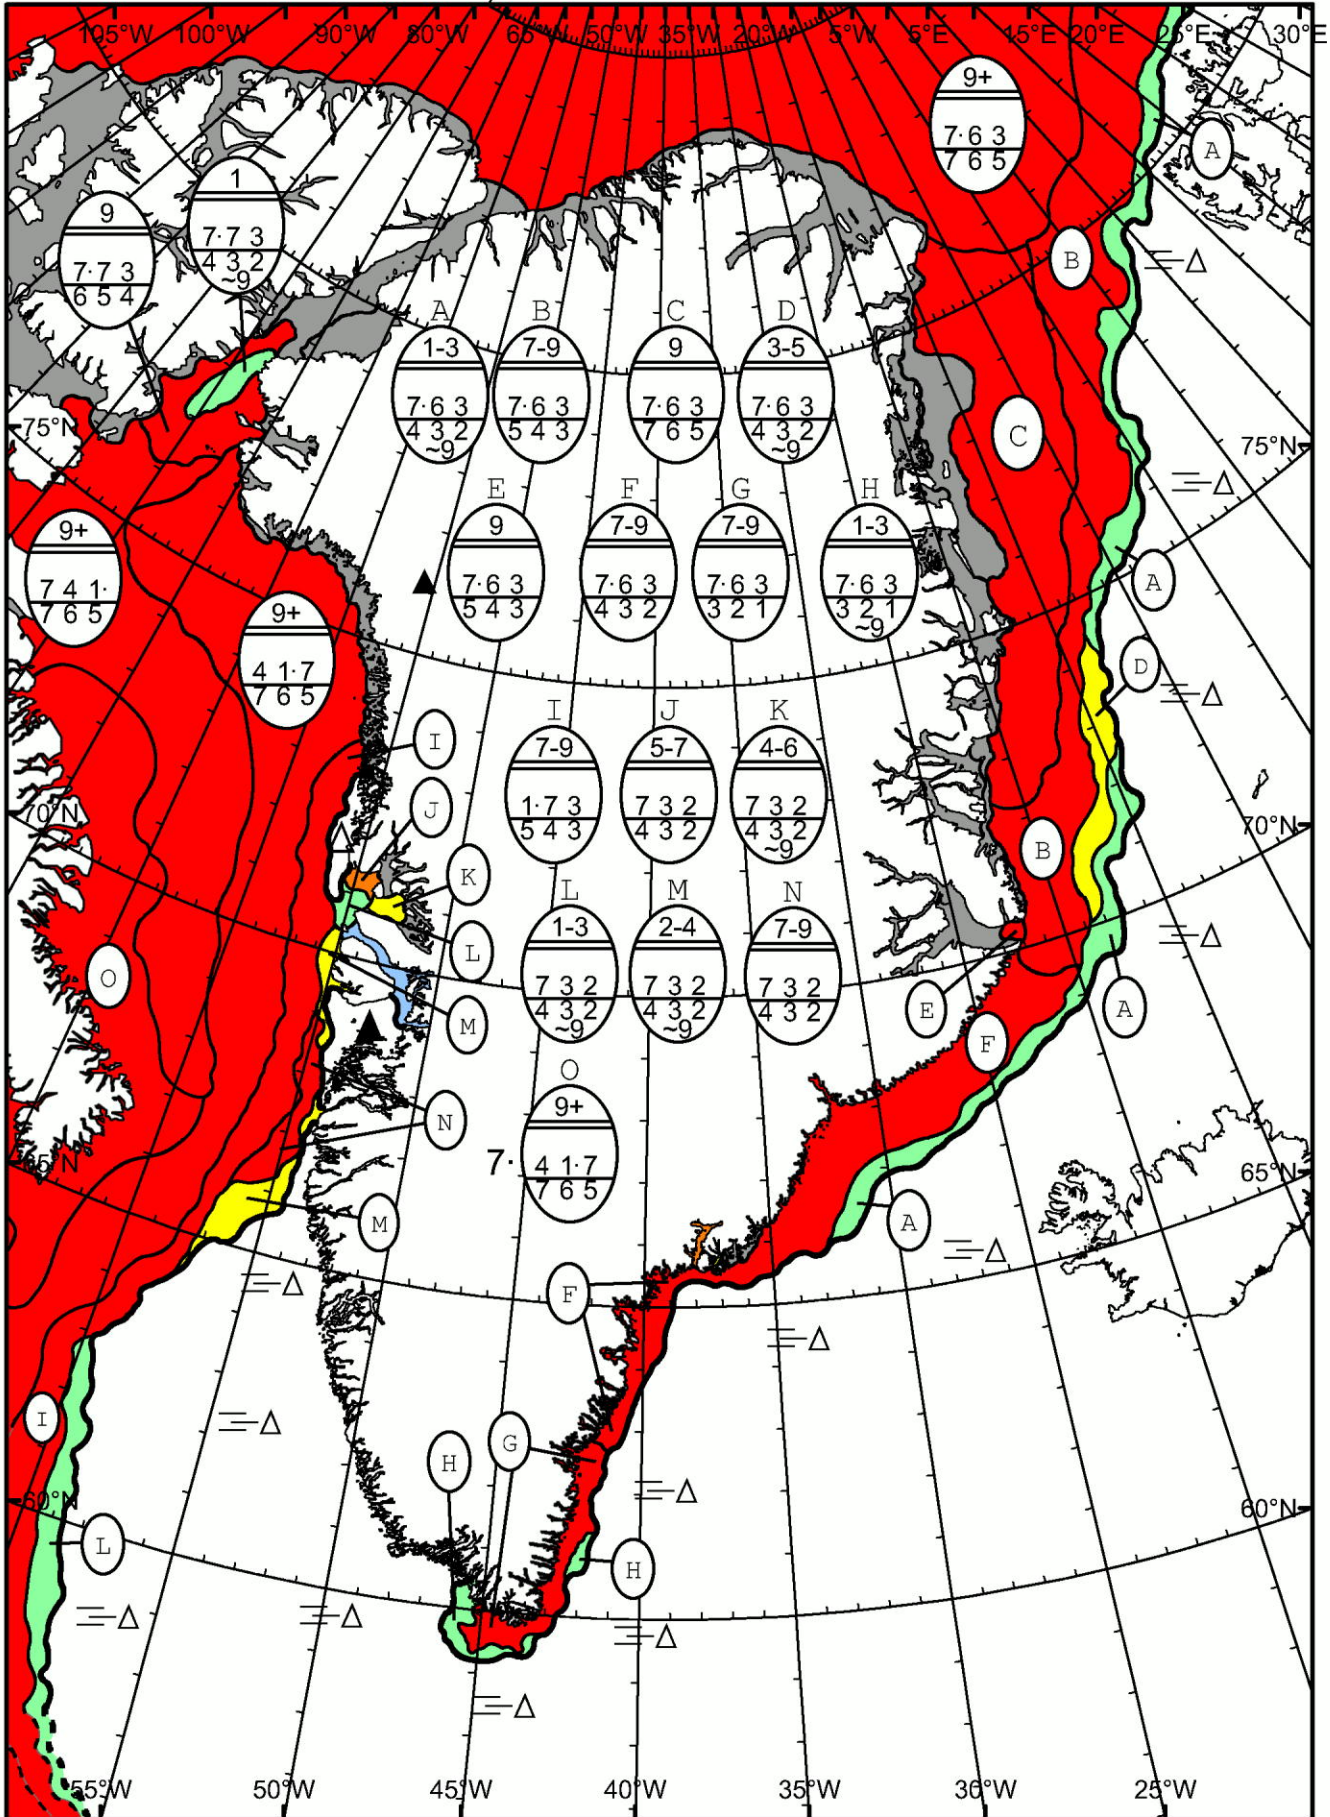 105°W 100°W 90°W 80°W 65°W 50°W 35°W 20°W 5°W 5°E 15°E 20°E 25°E 30°E
9+
7·6 3
7 6 5
A
1
7·7 3
4 3 2
~9
9
7·7 3
6 5 4
B
A B C D
1-3 7-9 9 3-5
7·6 3 7·6 3 7·6 3 7·6 3
4 3 2 5 4 3 7 6 5 4 3 2
~9 ~9
75°N C 75°N
E F G H
9 7-9 7-9 1-3
7·6 3 7·6 3 7·6 3 7·6 3
5 4 3 4 3 2 3 2 1 3 2 1
~9
9+
7 4 1·
7 6 5
A
9+
4 1·7
7 6 5
D
I J K
7-9 5-7 4-6
1·7 3 7 3 2 7 3 2
5 4 3 4 3 2 4 3 2
~9
I
J
70°N 70°N
B
K
L M N
1-3 2-4 7-9
7 3 2 7 3 2 7 3 2
4 3 2 4 3 2 4 3 2
~9 ~9
L
O
E A
M
F
O
9+
7· 4 1·7
7 6 5
N
65°N 65°N
M
A
F
I
G
H
60°N 60°N
L
H
55°W 50°W 45°W 40°W 35°W 30°W 25°W